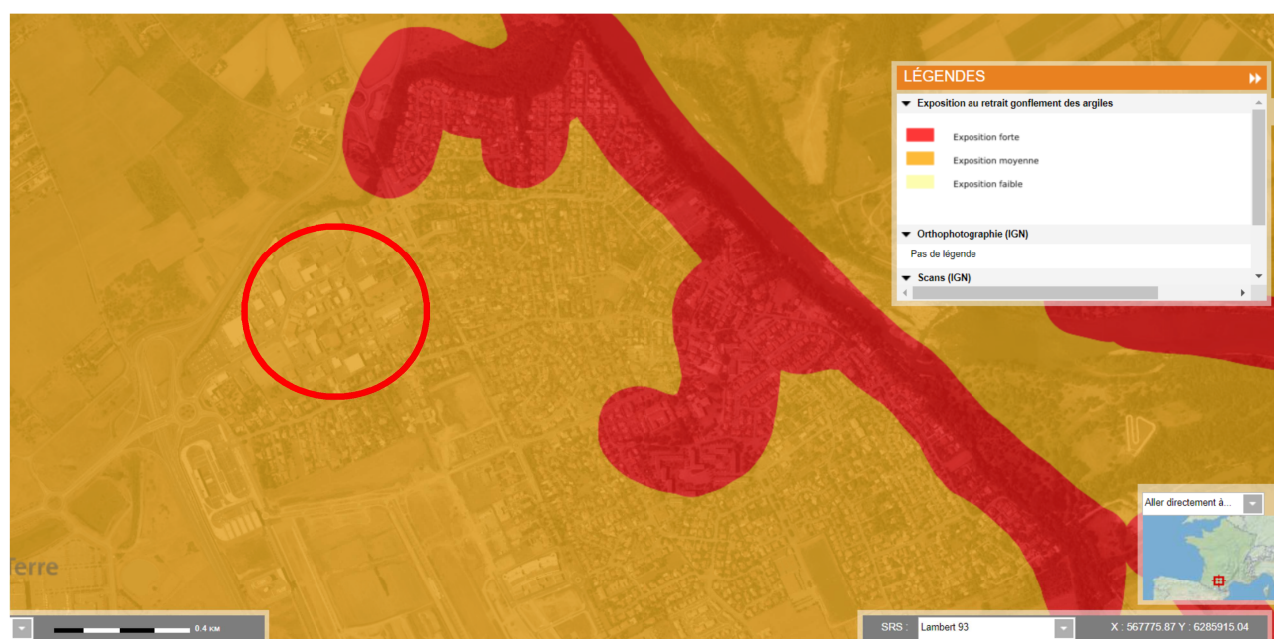 LÉGENDES
Exposition au retrait gonflement des argiles
Exposition forte
Exposition moyenne
Exposition faible
Orthophotographie (IGN)
Pas de légende
Scans (IGN)
Aller directement à...
Terre
0.4 KM
SRS : Lambert 93 X : 567775.87 Y : 6285915.04